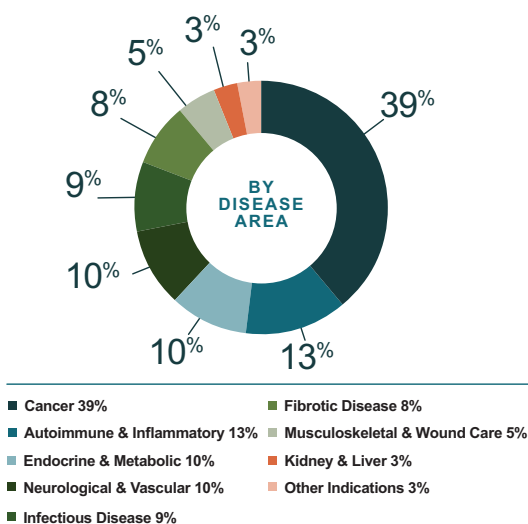 3%
3%
5%
39%
8%
9%
BY
DISEASE
AREA
10%
10%
13%
Cancer 39%
Autoimmune & Inflammatory 13%
Endocrine & Metabolic 10%
Neurological & Vascular 10%
Infectious Disease 9%
Fibrotic Disease 8%
Musculoskeletal & Wound Care 5%
Kidney & Liver 3%
Other Indications 3%